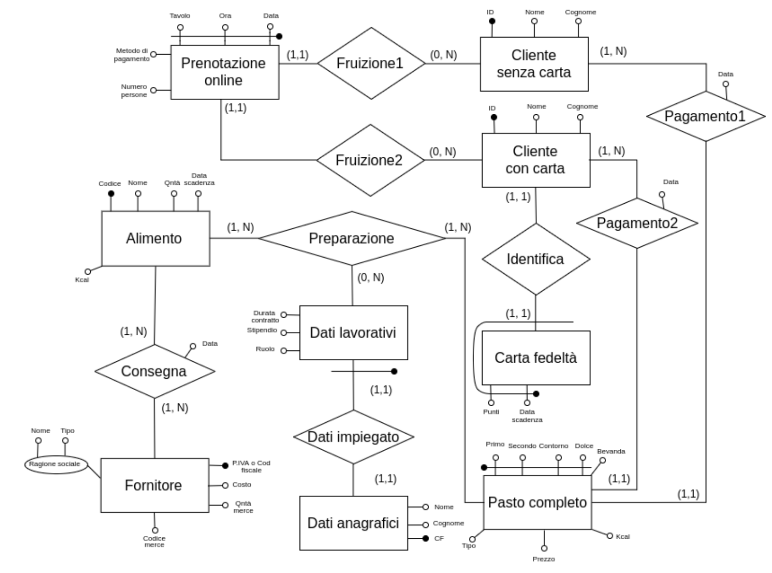 Tavolo
Ora
Data
Metodo di
pagamento
Numero
persone
Prenotazione
online
(1,1)
(1,1)
Fruizione1
(0, N)
ID
Nome
Cognome
Cliente
senza carta
(1, N)
Data
Pagamento1
Fruizione2
(0, N)
ID
Nome
Cognome
Cliente
con carta
(1, N)
(1, 1)
Data
Pagamento2
Codice
Nome
Qntà
Data
scadenza
Alimento
Kcal
(1, N)
Preparazione
(1, N)
(0, N)
Identifica
(1, 1)
Durata
contratto
Stipendio
Ruolo
Dati lavorativi
(1,1)
Carta fedeltà
Punti
Data
scadenza
(1, N)
Data
Consegna
(1, N)
Dati impiegato
(1,1)
Nome
Tipo
Ragione sociale
Fornitore
P.IVA o Cod
fiscale
Costo
Qntà
merce
Codice
merce
Dati anagrafici
Nome
Cognome
CF
Primo
Secondo
Contorno
Dolce
Bevanda
Pasto completo
(1,1)
(1,1)
Tipo
Prezzo
Kcal